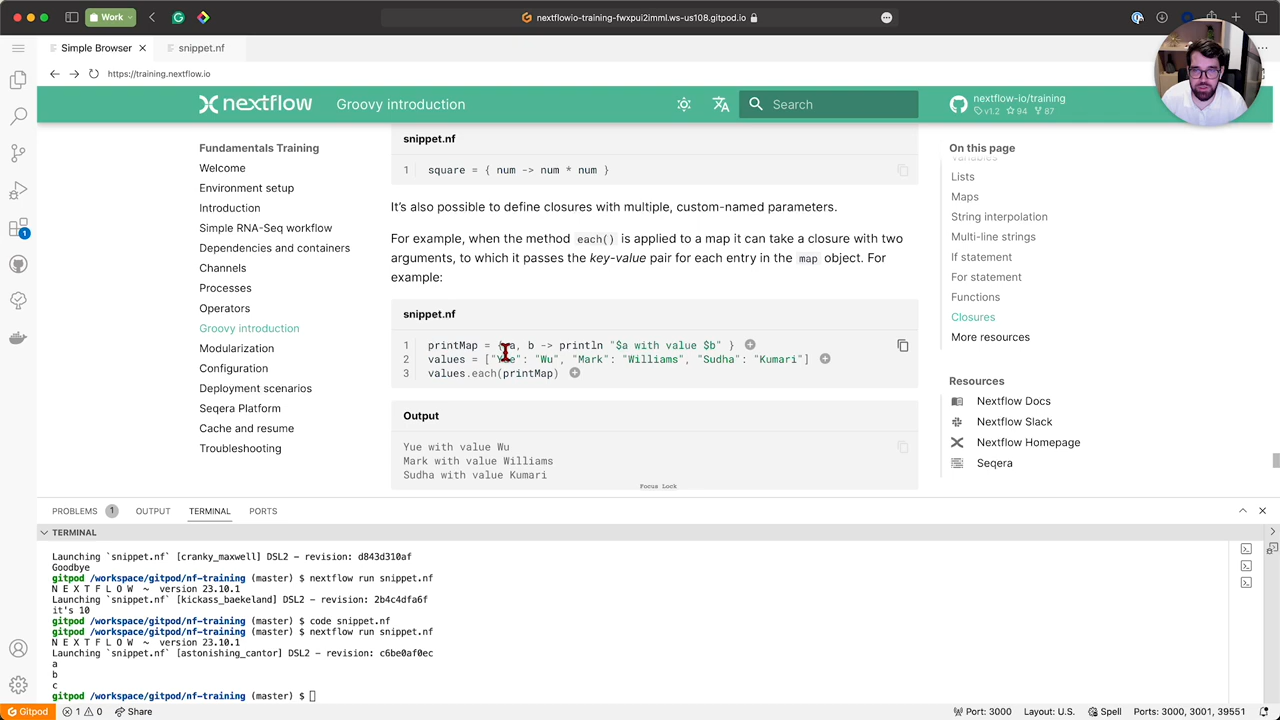 Work
nextflowio-training-fwxpui2imml.ws-us108.gitpod.io
Simple Browser
snippet.nf
https://training.nextflow.io
nextflow
Groovy introduction
Search
nextflow-io/training
v1.2 94 87
Fundamentals Training
Welcome
Environment setup
Introduction
Simple RNA-Seq workflow
Dependencies and containers
Channels
Processes
Operators
Groovy introduction
Modularization
Configuration
Deployment scenarios
Seqera Platform
Cache and resume
Troubleshooting
snippet.nf
1 square = { num -> num * num }
It's also possible to define closures with multiple, custom-named parameters.
For example, when the method each() is applied to a map it can take a closure with two
arguments, to which it passes the key-value pair for each entry in the map object. For
example:
snippet.nf
1 printMap = { a, b -> println "$a with value $b" }
2 values = ["Yue": "Wu", "Mark": "Williams", "Sudha": "Kumari"]
3 values.each(printMap)
Output
Yue with value Wu
Mark with value Williams
Sudha with value Kumari
Focus Lock
On this page
Variables
Lists
Maps
String interpolation
Multi-line strings
If statement
For statement
Functions
Closures
More resources
Resources
Nextflow Docs
Nextflow Slack
Nextflow Homepage
Seqera
1
PROBLEMS 1 OUTPUT TERMINAL PORTS
TERMINAL
Launching `snippet.nf` [cranky_maxwell] DSL2 - revision: d843d310af
Goodbye
gitpod /workspace/gitpod/nf-training (master) $ nextflow run snippet.nf
N E X T F L O W ~ version 23.10.1
Launching `snippet.nf` [kickass_baekeland] DSL2 - revision: 2b4c4dfa6f
it's 10
gitpod /workspace/gitpod/nf-training (master) $ code snippet.nf
gitpod /workspace/gitpod/nf-training (master) $ nextflow run snippet.nf
N E X T F L O W ~ version 23.10.1
Launching `snippet.nf` [astonishing_cantor] DSL2 - revision: c6be0af0ec
a
b
c
gitpod /workspace/gitpod/nf-training (master) $
Gitpod 1 0 Share
Port: 3000 Layout: U.S. Spell Ports: 3000, 3001, 39551